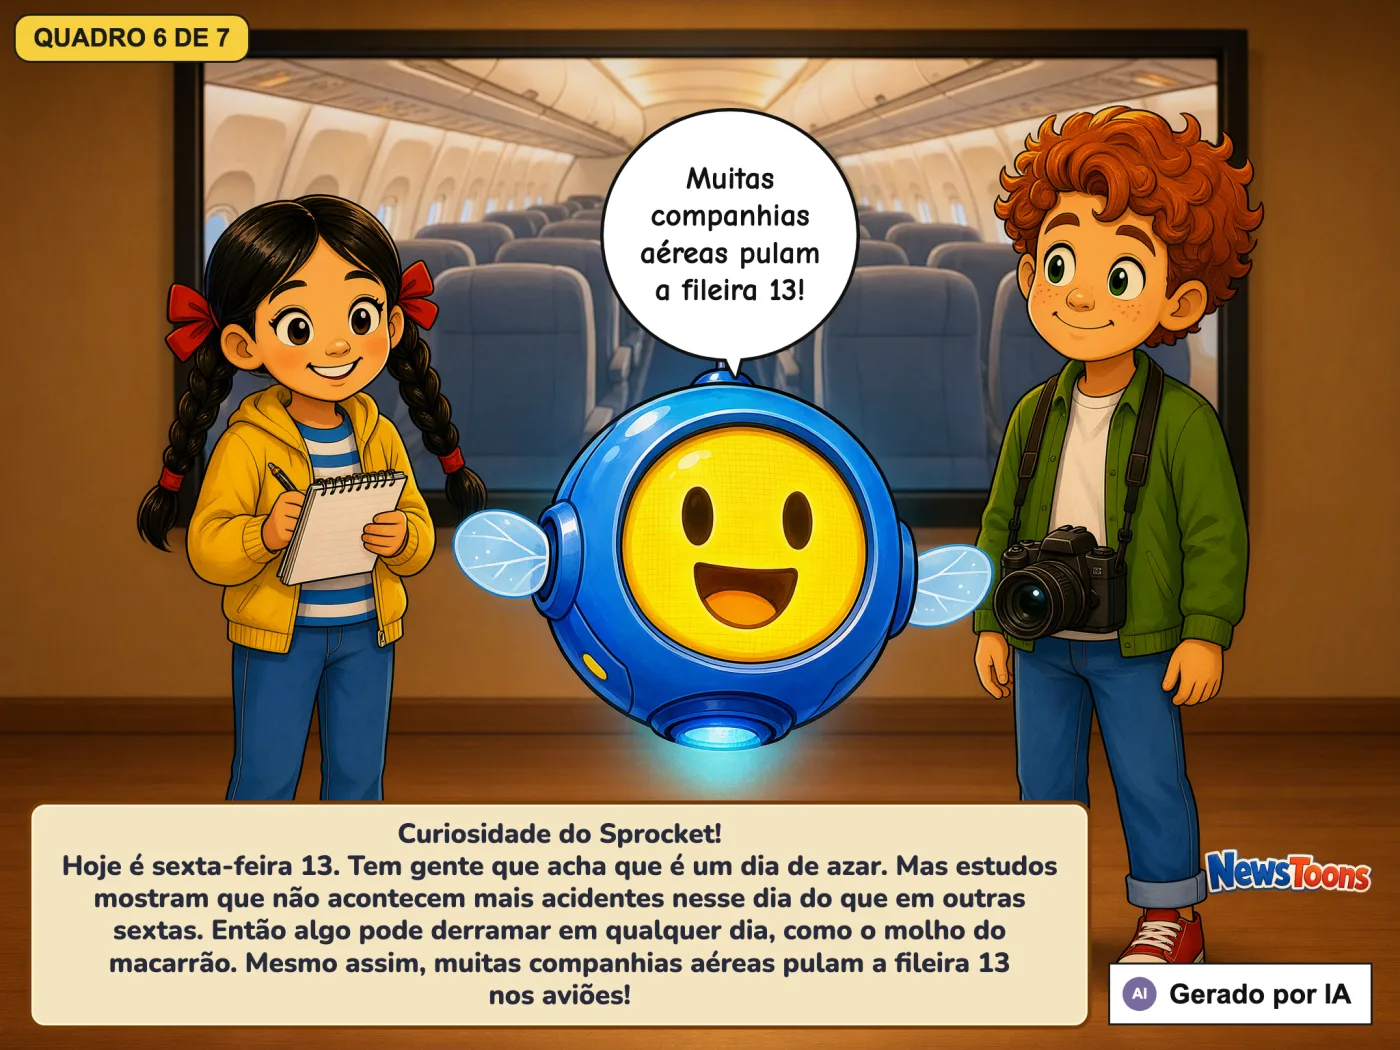 QUADRO 6 DE 7
Muitas
companhias
aéreas pulam
a fileira 13!
Curiosidade do Sprocket!
Hoje é sexta-feira 13. Tem gente que acha que é um dia de azar. Mas estudos
mostram que não acontecem mais acidentes nesse dia do que em outras
sextas. Então algo pode derramar em qualquer dia, como o molho do
macarrão. Mesmo assim, muitas companhias aéreas pulam a fileira 13
nos aviões!
NewsToons
AI Gerado por IA